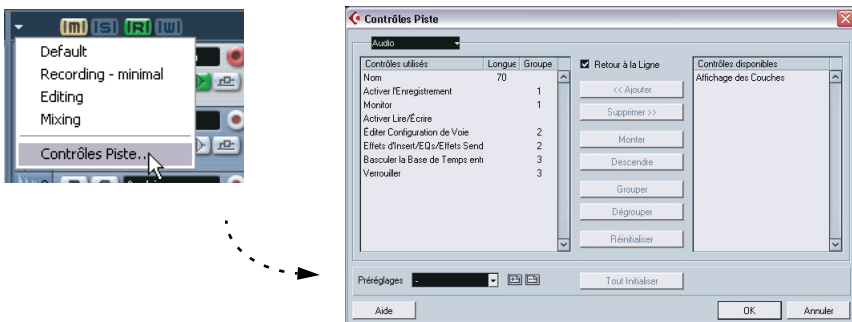 m S R W
Default
Recording - minimal
Editing
Mixing
Contrôles Piste...
Contrôles Piste
Audio
Contrôles utilisés Longue Groupe
Nom 70
Activer l'Enregistrement 1
Monitor 1
Activer Lire/Écrire
Éditer Configuration de Voie 2
Effets d'Insert/EQs/Effets Send 2
Basculer la Base de Temps entr 3
Verrouiller 3
Retour à la Ligne
<< Ajouter
Supprimer >>
Monter
Descendre
Grouper
Dégrouper
Réinitialiser
Contrôles disponibles
Affichage des Couches
Préréglages -
Tout Initialiser
Aide
OK
Annuler